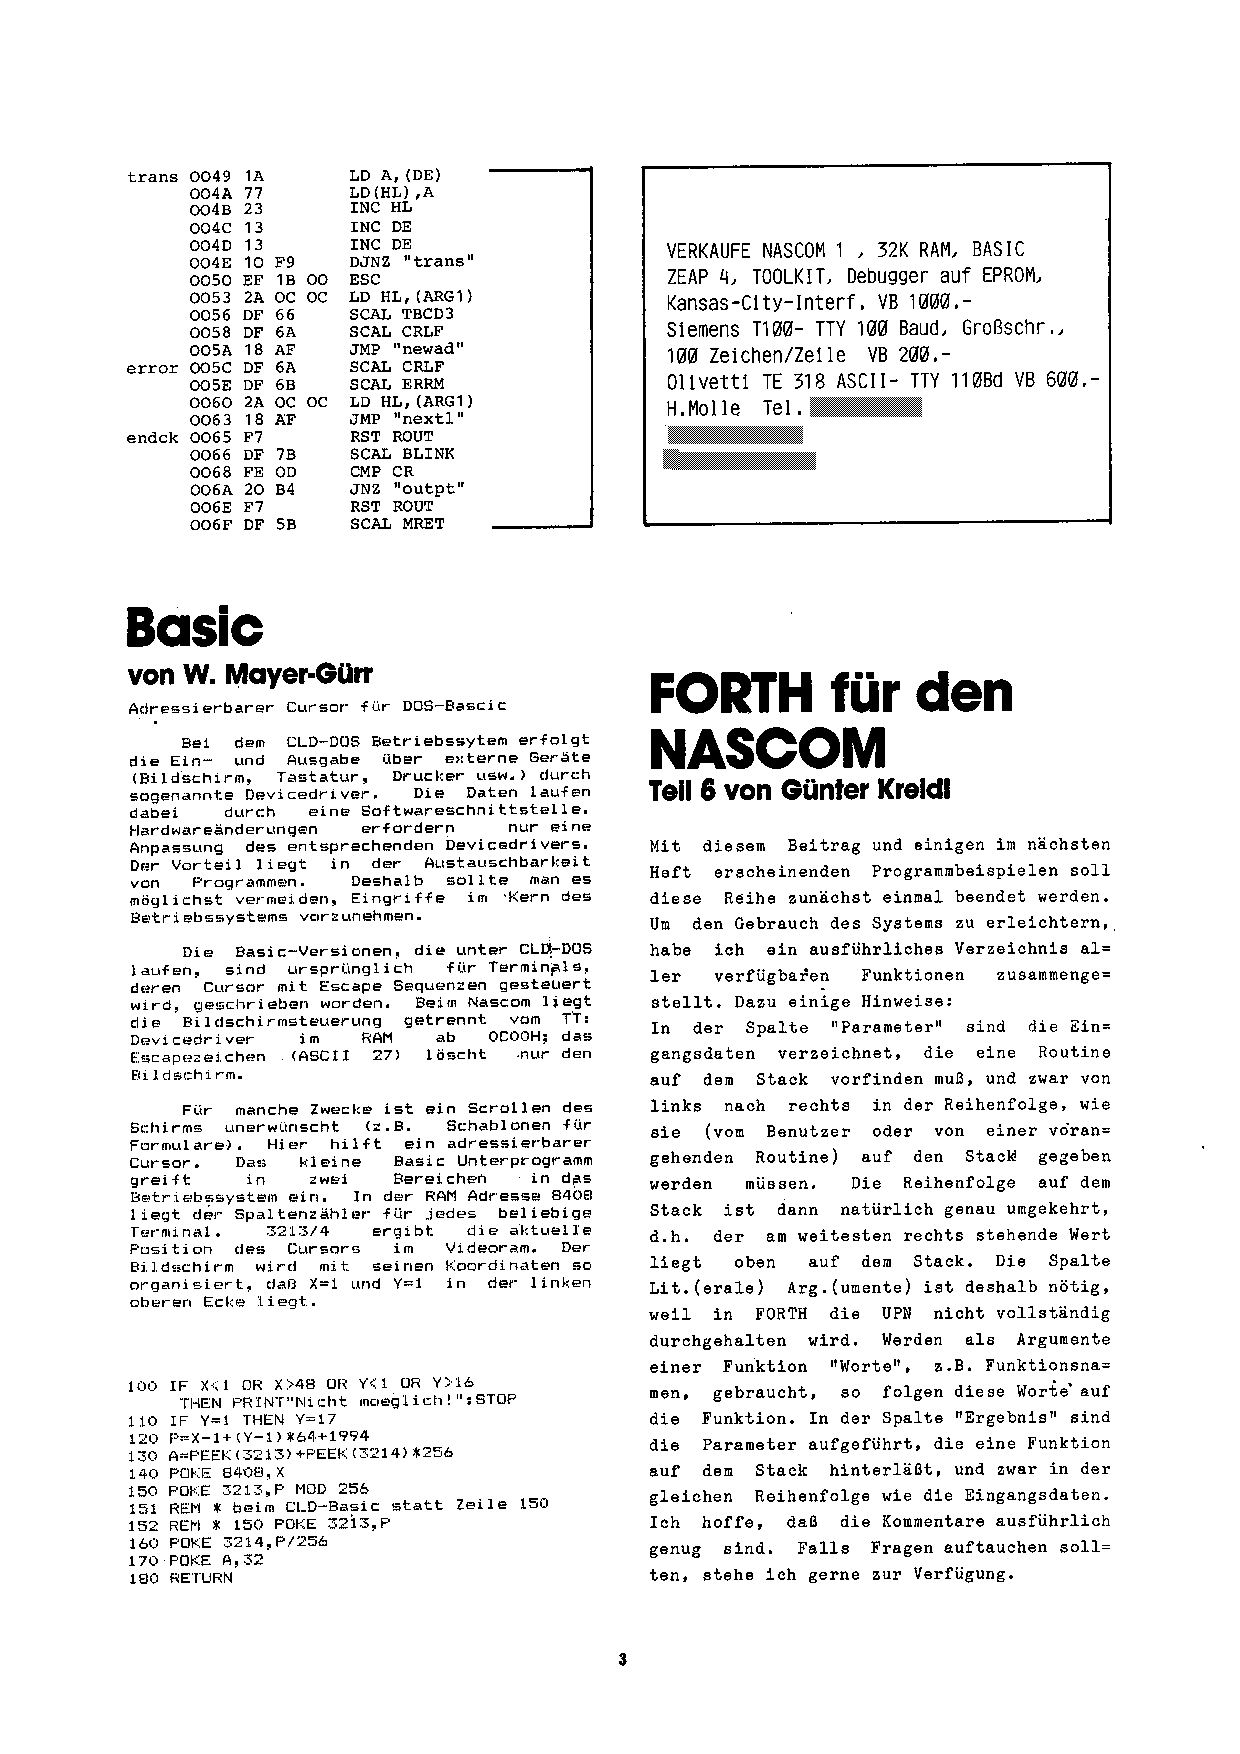 trans 0049 1A LD A,(DE)
004A 77 LD(HL),A
004B 23 INC HL
004C 13 INC DE
004D 13 INC DE
004E 10 F9 DJNZ "trans"
0050 EF 1B 00 ESC
0053 2A 0C 0C LD HL,(ARG1)
0056 DF 66 SCAL TBCD3
0058 DF 6A SCAL CRLF
005A 18 AF JMP "newad"
error 005C DF 6A SCAL CRLF
005E DF 6B SCAL ERRM
0060 2A 0C 0C LD HL,(ARG1)
0063 18 AF JMP "nextl"
endck 0065 F7 RST ROUT
0066 DF 7B SCAL BLINK
0068 FE 0D CMP CR
006A 20 B4 JNZ "outpt"
006E F7 RST ROUT
006F DF 5B SCAL MRET
VERKAUFE NASCOM 1 , 32K RAM, BASIC
ZEAP 4, TOOLKIT, Debugger auf EPROM,
Kansas-City-Interf. VB 1000.-
Siemens T100- TTY 100 Baud, Großschr.,
100 Zeichen/Zeile VB 200.-
Olivetti TE 318 ASCII- TTY 110Bd VB 600.-
H.Molle Tel.
Basic
von W. Mayer-Gürr
Adressierbarer Cursor für DOS-Bascic
Bei dem CLD-DOS Betriebssytem erfolgt
die Ein- und Ausgabe über externe Geräte
(Bildschirm, Tastatur, Drucker usw.) durch
sogenannte Devicedriver. Die Daten laufen
dabei durch eine Softwareschnittstelle.
Hardwareänderungen erfordern nur eine
Anpassung des entsprechenden Devicedrivers.
Der Vorteil liegt in der Austauschbarkeit
von Programmen. Deshalb sollte man es
möglichst vermeiden, Eingriffe im Kern des
Betriebssystems vorzunehmen.
Die Basic-Versionen, die unter CLD-DOS
laufen, sind ursprünglich für Terminals,
deren Cursor mit Escape Sequenzen gesteuert
wird, geschrieben worden. Beim Nascom liegt
die Bildschirmsteuerung getrennt vom TT:
Devicedriver im RAM ab 0C00H; das
Escapezeichen (ASCII 27) löscht nur den
Bildschirm.
Für manche Zwecke ist ein Scrollen des
Schirms unerwünscht (z.B. Schablonen für
Formulare). Hier hilft ein adressierbarer
Cursor. Das kleine Basic Unterprogramm
greift in zwei Bereichen in das
Betriebssystem ein. In der RAM Adresse 8408
liegt der Spaltenzähler für jedes beliebige
Terminal. 3213/4 ergibt die aktuelle
Position des Cursors im Videoram. Der
Bildschirm wird mit seinen Koordinaten so
organisiert, daß X=1 und Y=1 in der linken
oberen Ecke liegt.
100 IF X<1 OR X>48 OR Y<1 OR Y>16
THEN PRINT"Nicht moeglich!":STOP
110 IF Y=1 THEN Y=17
120 P=X-1+(Y-1)*64+1994
130 A=PEEK(3213)+PEEK(3214)*256
140 POKE 8408,X
150 POKE 3213,P MOD 256
151 REM * beim CLD-Basic statt Zeile 150
152 REM * 150 POKE 3213,P
160 POKE 3214,P/256
170 POKE A,32
180 RETURN
FORTH für den
NASCOM
Teil 6 von Günter Kreidl
Mit diesem Beitrag und einigen im nächsten
Heft erscheinenden Programmbeispielen soll
diese Reihe zunächst einmal beendet werden.
Um den Gebrauch des Systems zu erleichtern,
habe ich ein ausführliches Verzeichnis al=
ler verfügbaren Funktionen zusammenge=
stellt. Dazu einige Hinweise:
In der Spalte "Parameter" sind die Ein=
gangsdaten verzeichnet, die eine Routine
auf dem Stack vorfinden muß, und zwar von
links nach rechts in der Reihenfolge, wie
sie (vom Benutzer oder von einer voran=
gehenden Routine) auf den Stack gegeben
werden müssen. Die Reihenfolge auf dem
Stack ist dann natürlich genau umgekehrt,
d.h. der am weitesten rechts stehende Wert
liegt oben auf dem Stack. Die Spalte
Lit.(erale) Arg.(umente) ist deshalb nötig,
weil in FORTH die UPN nicht vollständig
durchgehalten wird. Werden als Argumente
einer Funktion "Worte", z.B. Funktionsna=
men, gebraucht, so folgen diese Worte auf
die Funktion. In der Spalte "Ergebnis" sind
die Parameter aufgeführt, die eine Funktion
auf dem Stack hinterläßt, und zwar in der
gleichen Reihenfolge wie die Eingangsdaten.
Ich hoffe, daß die Kommentare ausführlich
genug sind. Falls Fragen auftauchen soll=
ten, stehe ich gerne zur Verfügung.
3